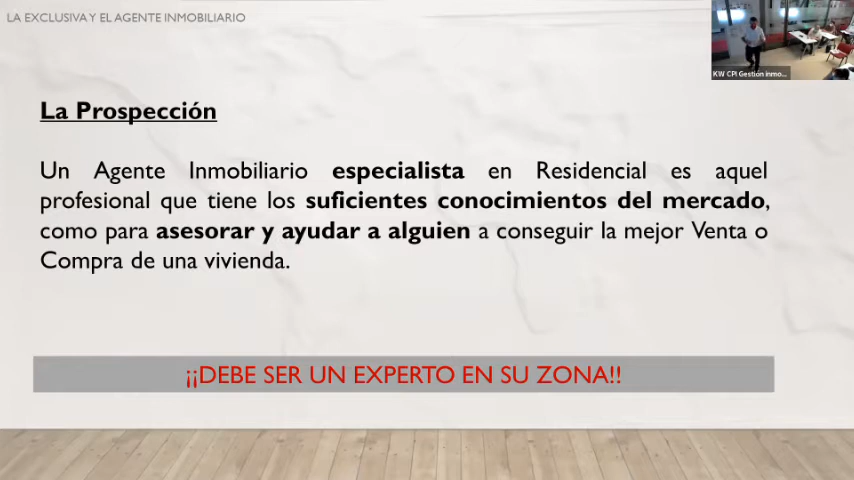 LA EXCLUSIVA Y EL AGENTE INMOBILIARIO
KW CPI Gestión inmo...
La Prospección
Un Agente Inmobiliario especialista en Residencial es aquel
profesional que tiene los suficientes conocimientos del mercado,
como para asesorar y ayudar a alguien a conseguir la mejor Venta o
Compra de una vivienda.
¡¡DEBE SER UN EXPERTO EN SU ZONA!!